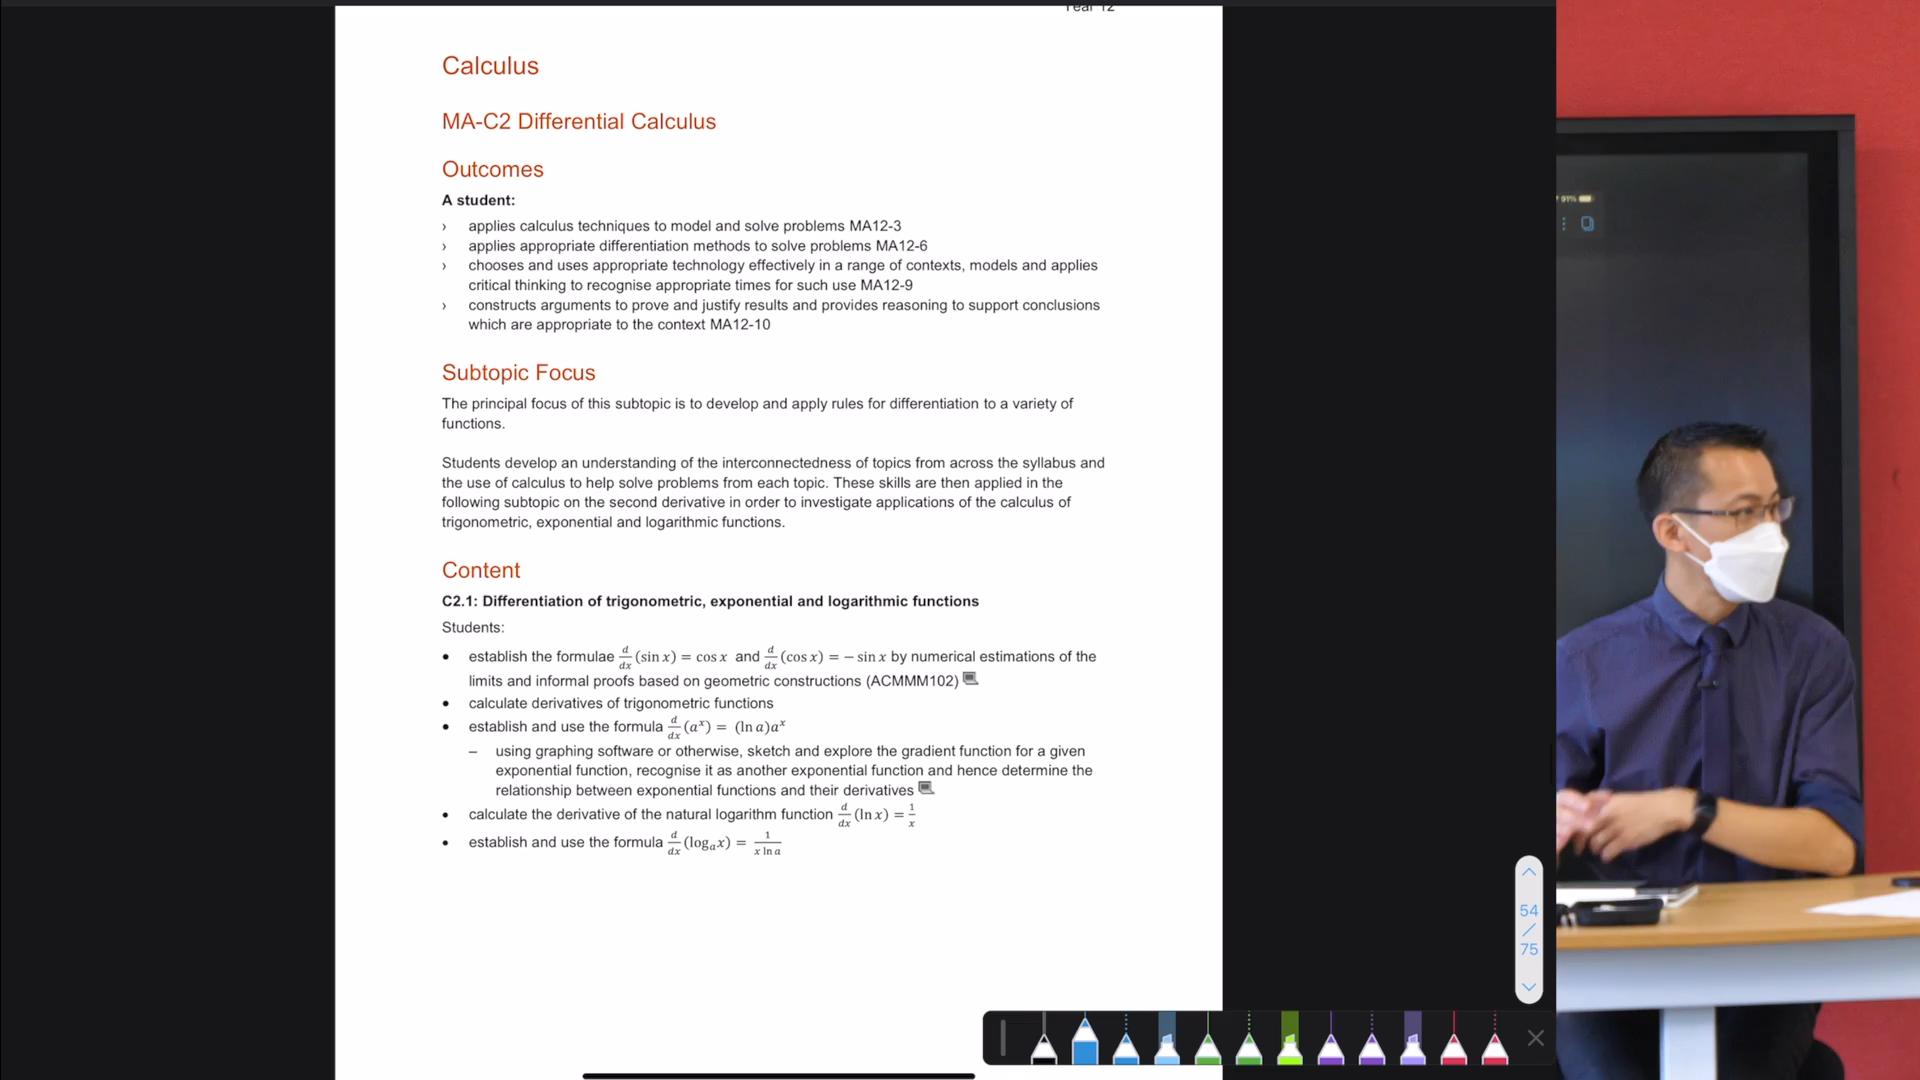 Year 12
Calculus
MA-C2 Differential Calculus
Outcomes
A student:
› applies calculus techniques to model and solve problems MA12-3
› applies appropriate differentiation methods to solve problems MA12-6
› chooses and uses appropriate technology effectively in a range of contexts, models and applies
critical thinking to recognise appropriate times for such use MA12-9
› constructs arguments to prove and justify results and provides reasoning to support conclusions
which are appropriate to the context MA12-10
Subtopic Focus
The principal focus of this subtopic is to develop and apply rules for differentiation to a variety of
functions.
Students develop an understanding of the interconnectedness of topics from across the syllabus and
the use of calculus to help solve problems from each topic. These skills are then applied in the
following subtopic on the second derivative in order to investigate applications of the calculus of
trigonometric, exponential and logarithmic functions.
Content
C2.1: Differentiation of trigonometric, exponential and logarithmic functions
Students:
• establish the formulae d/dx (sin x) = cos x and d/dx (cos x) = − sin x by numerical estimations of the
limits and informal proofs based on geometric constructions (ACMMM102)
• calculate derivatives of trigonometric functions
• establish and use the formula d/dx (aˣ) = (ln a)aˣ
– using graphing software or otherwise, sketch and explore the gradient function for a given
exponential function, recognise it as another exponential function and hence determine the
relationship between exponential functions and their derivatives
• calculate the derivative of the natural logarithm function d/dx (ln x) = 1/x
• establish and use the formula d/dx (logₐx) = 1/(x ln a)
54
/
75
91%